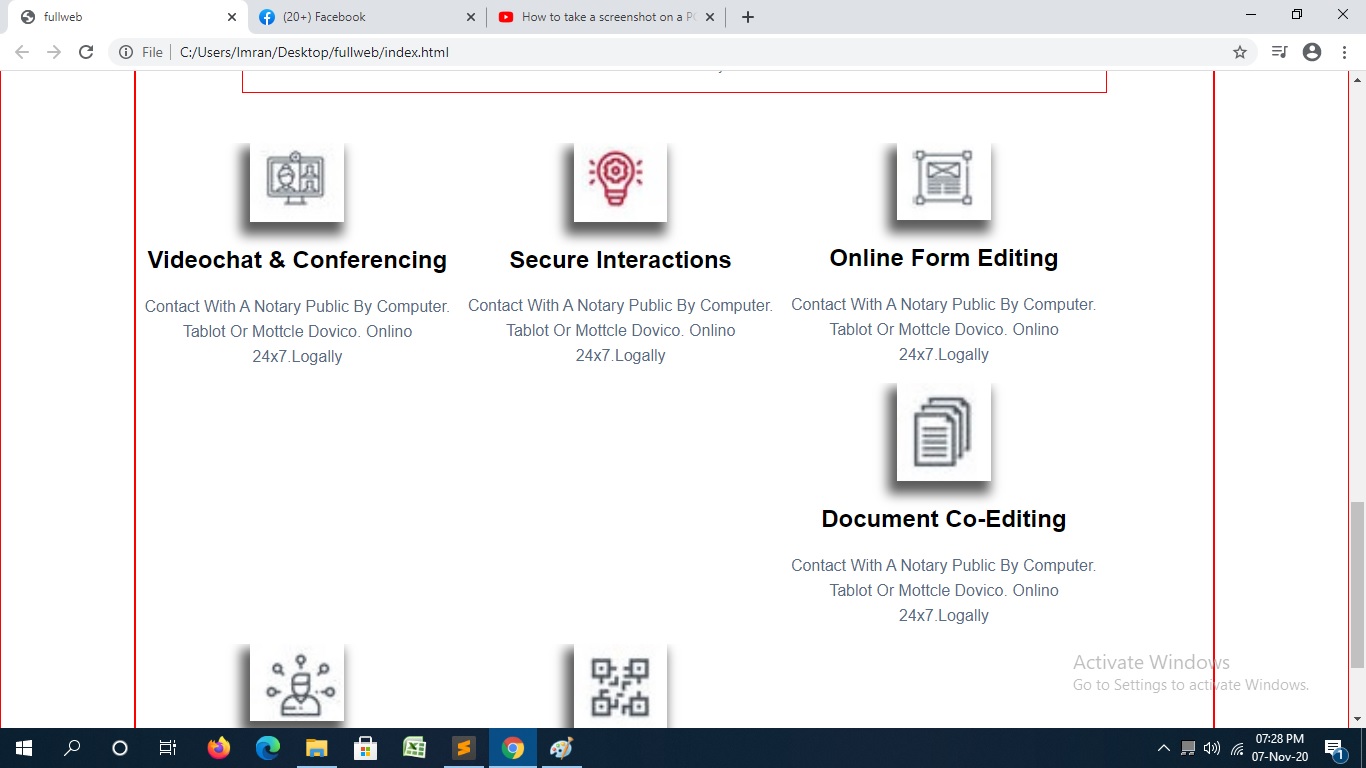 fullweb
(20+) Facebook
How to take a screenshot on a PC
File
C:/Users/Imran/Desktop/fullweb/index.html
Videochat & Conferencing
Contact With A Notary Public By Computer.
Tablot Or Mottcle Dovico. Onlino
24x7.Logally
Secure Interactions
Contact With A Notary Public By Computer.
Tablot Or Mottcle Dovico. Onlino
24x7.Logally
Online Form Editing
Contact With A Notary Public By Computer.
Tablot Or Mottcle Dovico. Onlino
24x7.Logally
Document Co-Editing
Contact With A Notary Public By Computer.
Tablot Or Mottcle Dovico. Onlino
24x7.Logally
Activate Windows
Go to Settings to activate Windows.
07:28 PM
07-Nov-20
1